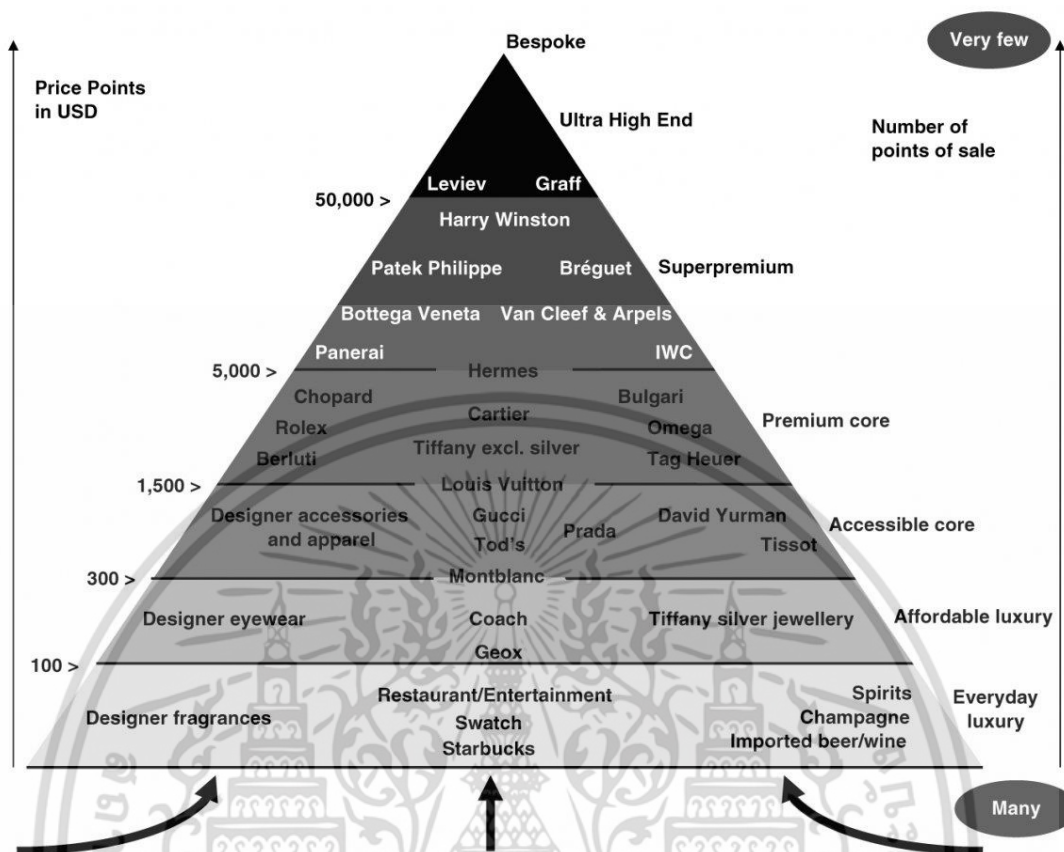 Bespoke
Very few
Price Points
in USD
Ultra High End
Number of
points of sale
Leviev Graff
50,000 >
Harry Winston
Patek Philippe Bréguet Superpremium
Bottega Veneta Van Cleef & Arpels
Panerai IWC
5,000 > Hermes
Chopard Bulgari
Cartier Premium core
Rolex Omega
Tiffany excl. silver
Berluti Tag Heuer
1,500 > Louis Vuitton
Designer accessories Gucci David Yurman
and apparel Tod's Prada Tissot Accessible core
300 > Montblanc
Designer eyewear Coach Tiffany silver jewellery Affordable luxury
Geox
100 >
Restaurant/Entertainment Spirits
Designer fragrances Swatch Champagne Everyday
Starbucks Imported beer/wine luxury
Many